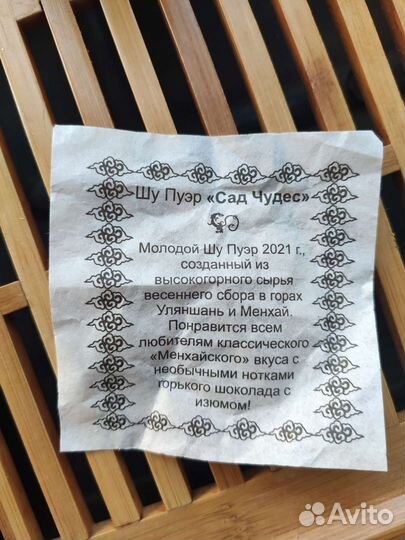 Шу Пуэр «Сад Чудес»
Молодой Шу Пуэр 2021 г.,
созданный из
высокогорного сырья
весеннего сбора в горах
Уляншань и Менхай.
Понравится всем
любителям классического
«Менхайского» вкуса с
необычными нотками
горького шоколада с
изюмом!
Avito